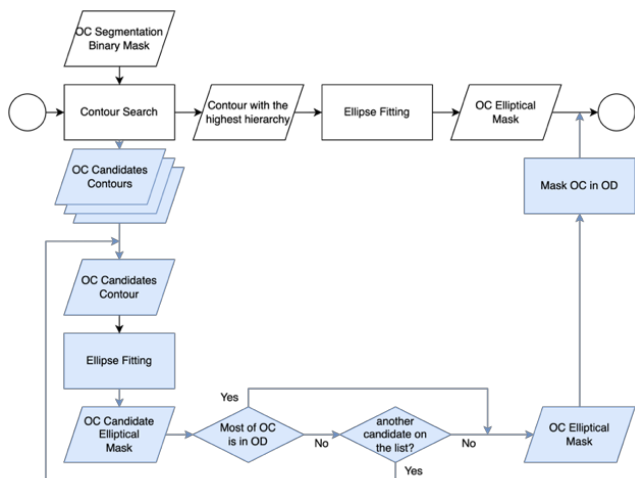 OC Segmentation
Binary Mask
Contour Search
Contour with the
highest hierarchy
Ellipse Fitting
OC Elliptical
Mask
OC Candidates
Contours
Mask OC in OD
OC Candidates
Contour
Ellipse Fitting
OC Candidate
Elliptical
Mask
Yes
Most of OC
is in OD
No
another
candidate on
the list?
No
Yes
OC Elliptical
Mask